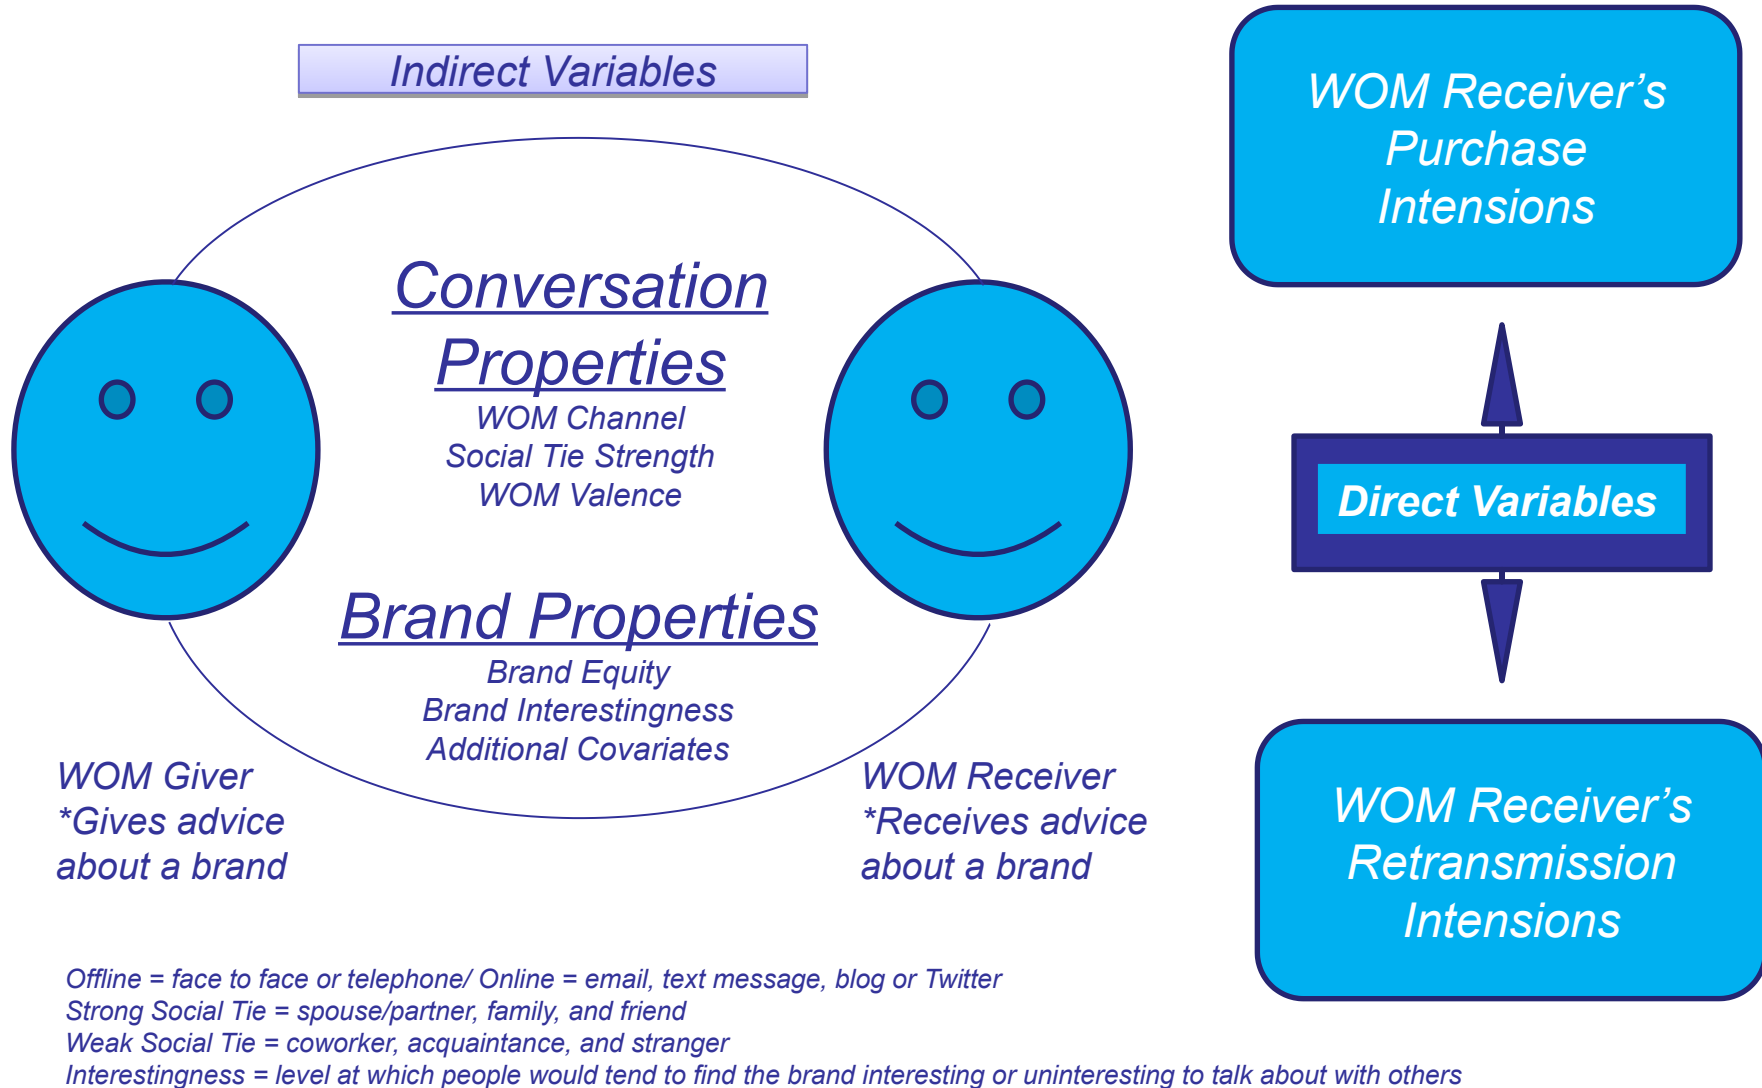 Indirect Variables
Conversation
Properties
WOM Channel
Social Tie Strength
WOM Valence
Brand Properties
Brand Equity
Brand Interestingness
Additional Covariates
WOM Giver
*Gives advice
about a brand
WOM Receiver
*Receives advice
about a brand
WOM Receiver’s
Purchase
Intensions
Direct Variables
WOM Receiver’s
Retransmission
Intensions
Offline = face to face or telephone/ Online = email, text message, blog or Twitter
Strong Social Tie = spouse/partner, family, and friend
Weak Social Tie = coworker, acquaintance, and stranger
Interestingness = level at which people would tend to find the brand interesting or uninteresting to talk about with others